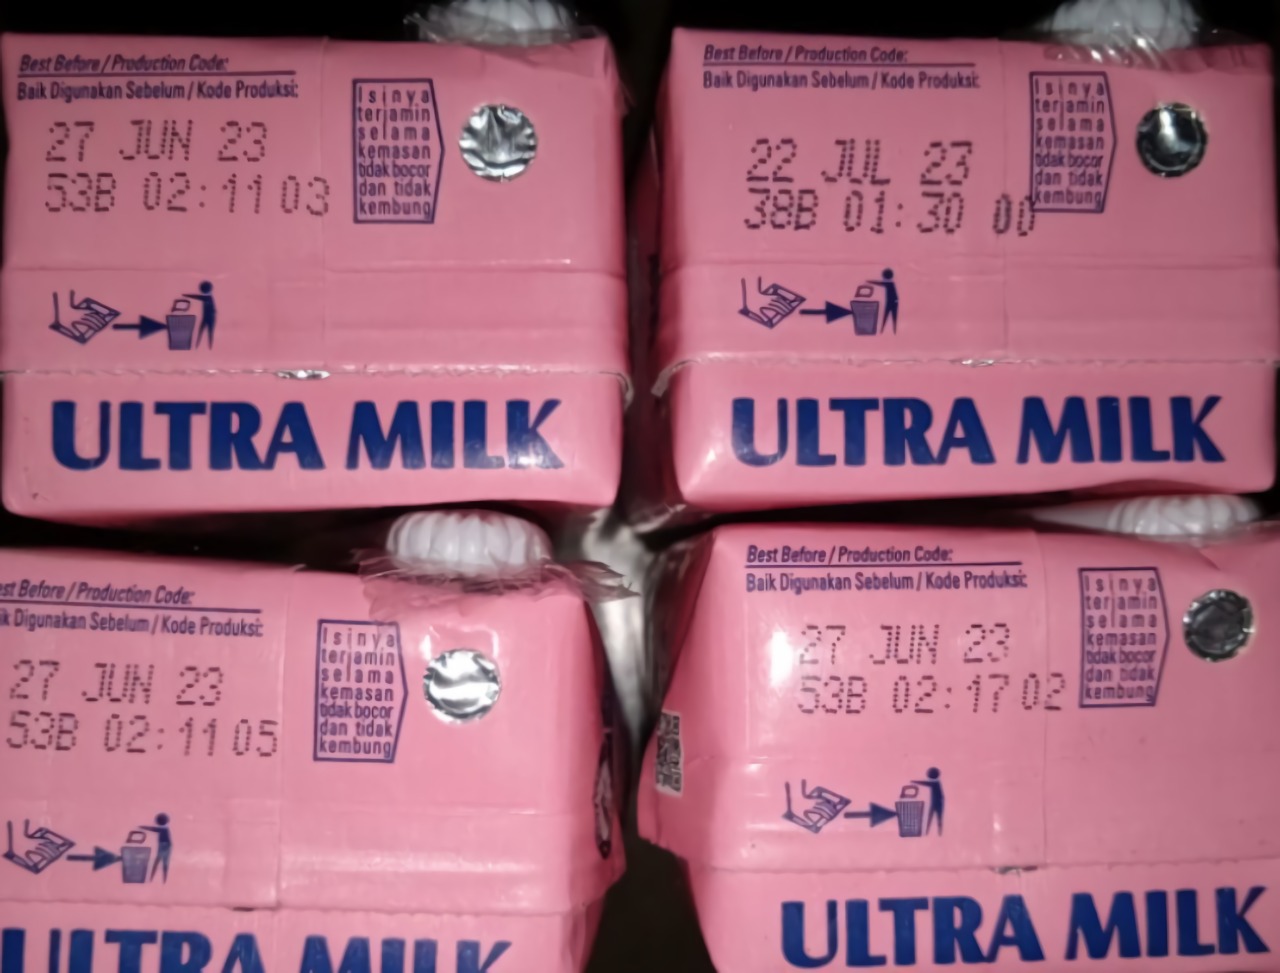 Best Before / Production Code:
Baik Digunakan Sebelum / Kode Produksi:
27 JUN 23
53B 02:11 03
Isinya
terjamin
selama
kemasan
tidak bocor
dan tidak
kembung
ULTRA MILK
Best Before / Production Code:
Baik Digunakan Sebelum / Kode Produksi:
22 JUL 23
38B 01:30 00
Isinya
terjamin
selama
kemasan
tidak bocor
dan tidak
kembung
ULTRA MILK
est Before / Production Code:
ik Digunakan Sebelum / Kode Produksi:
27 JUN 23
53B 02:11 05
Isinya
terjamin
selama
kemasan
tidak bocor
dan tidak
kembung
ULTRA MILK
Best Before / Production Code:
Baik Digunakan Sebelum / Kode Produksi:
27 JUN 23
53B 02:17 02
Isinya
terjamin
selama
kemasan
tidak bocor
dan tidak
kembung
ULTRA MILK